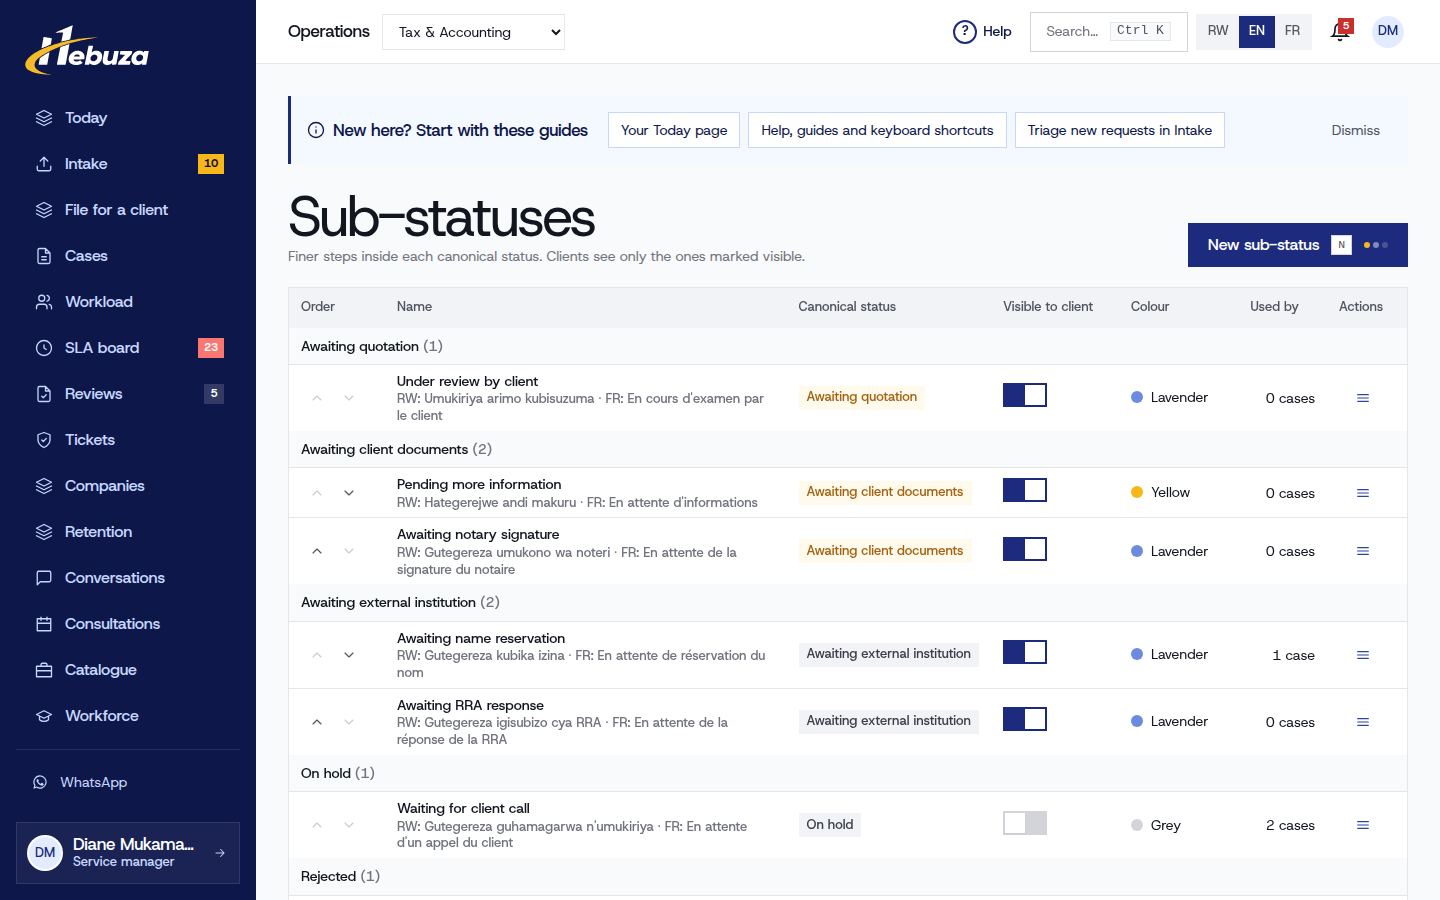 Hebuza
Operations
Tax & Accounting
? Help
Search... Ctrl K
RW EN FR
5
DM
Today
Intake 10
File for a client
Cases
Workload
SLA board 23
Reviews 5
Tickets
Companies
Retention
Conversations
Consultations
Catalogue
Workforce
WhatsApp
DM
Diane Mukama...
Service manager
New here? Start with these guides
Your Today page
Help, guides and keyboard shortcuts
Triage new requests in Intake
Dismiss
Sub-statuses
Finer steps inside each canonical status. Clients see only the ones marked visible.
New sub-status N
Order Name Canonical status Visible to client Colour Used by Actions
Awaiting quotation (1)
Under review by client
RW: Umukiriya arimo kubisuzuma · FR: En cours d'examen par
le client
Awaiting quotation Lavender 0 cases
Awaiting client documents (2)
Pending more information
RW: Hategerejwe andi makuru · FR: En attente d'informations
Awaiting client documents Yellow 0 cases
Awaiting notary signature
RW: Gutegereza umukono wa noteri · FR: En attente de la
signature du notaire
Awaiting client documents Lavender 0 cases
Awaiting external institution (2)
Awaiting name reservation
RW: Gutegereza kubika izina · FR: En attente de réservation du
nom
Awaiting external institution Lavender 1 case
Awaiting RRA response
RW: Gutegereza igisubizo cya RRA · FR: En attente de la
réponse de la RRA
Awaiting external institution Lavender 0 cases
On hold (1)
Waiting for client call
RW: Gutegereza guhamagarwa n'umukiriya · FR: En attente
d'un appel du client
On hold Grey 2 cases
Rejected (1)